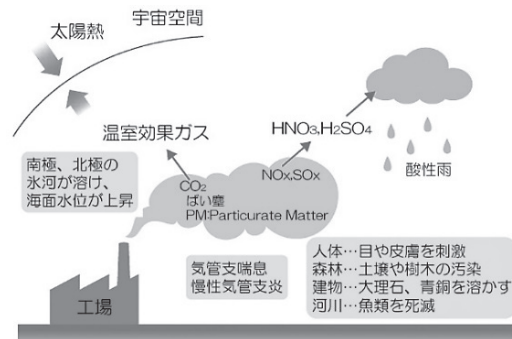 太陽熱
宇宙空間
温室効果ガス
HNO₃,H₂SO₄
酸性雨
南極、北極の
氷河が溶け、
海面水位が上昇
CO₂
ばい塵
PM:Particurate Matter
NOx,SOx
気管支喘息
慢性気管支炎
人体…目や皮膚を刺激
森林…土壌や樹木の汚染
建物…大理石、青銅を溶かす
河川…魚類を死滅
工場